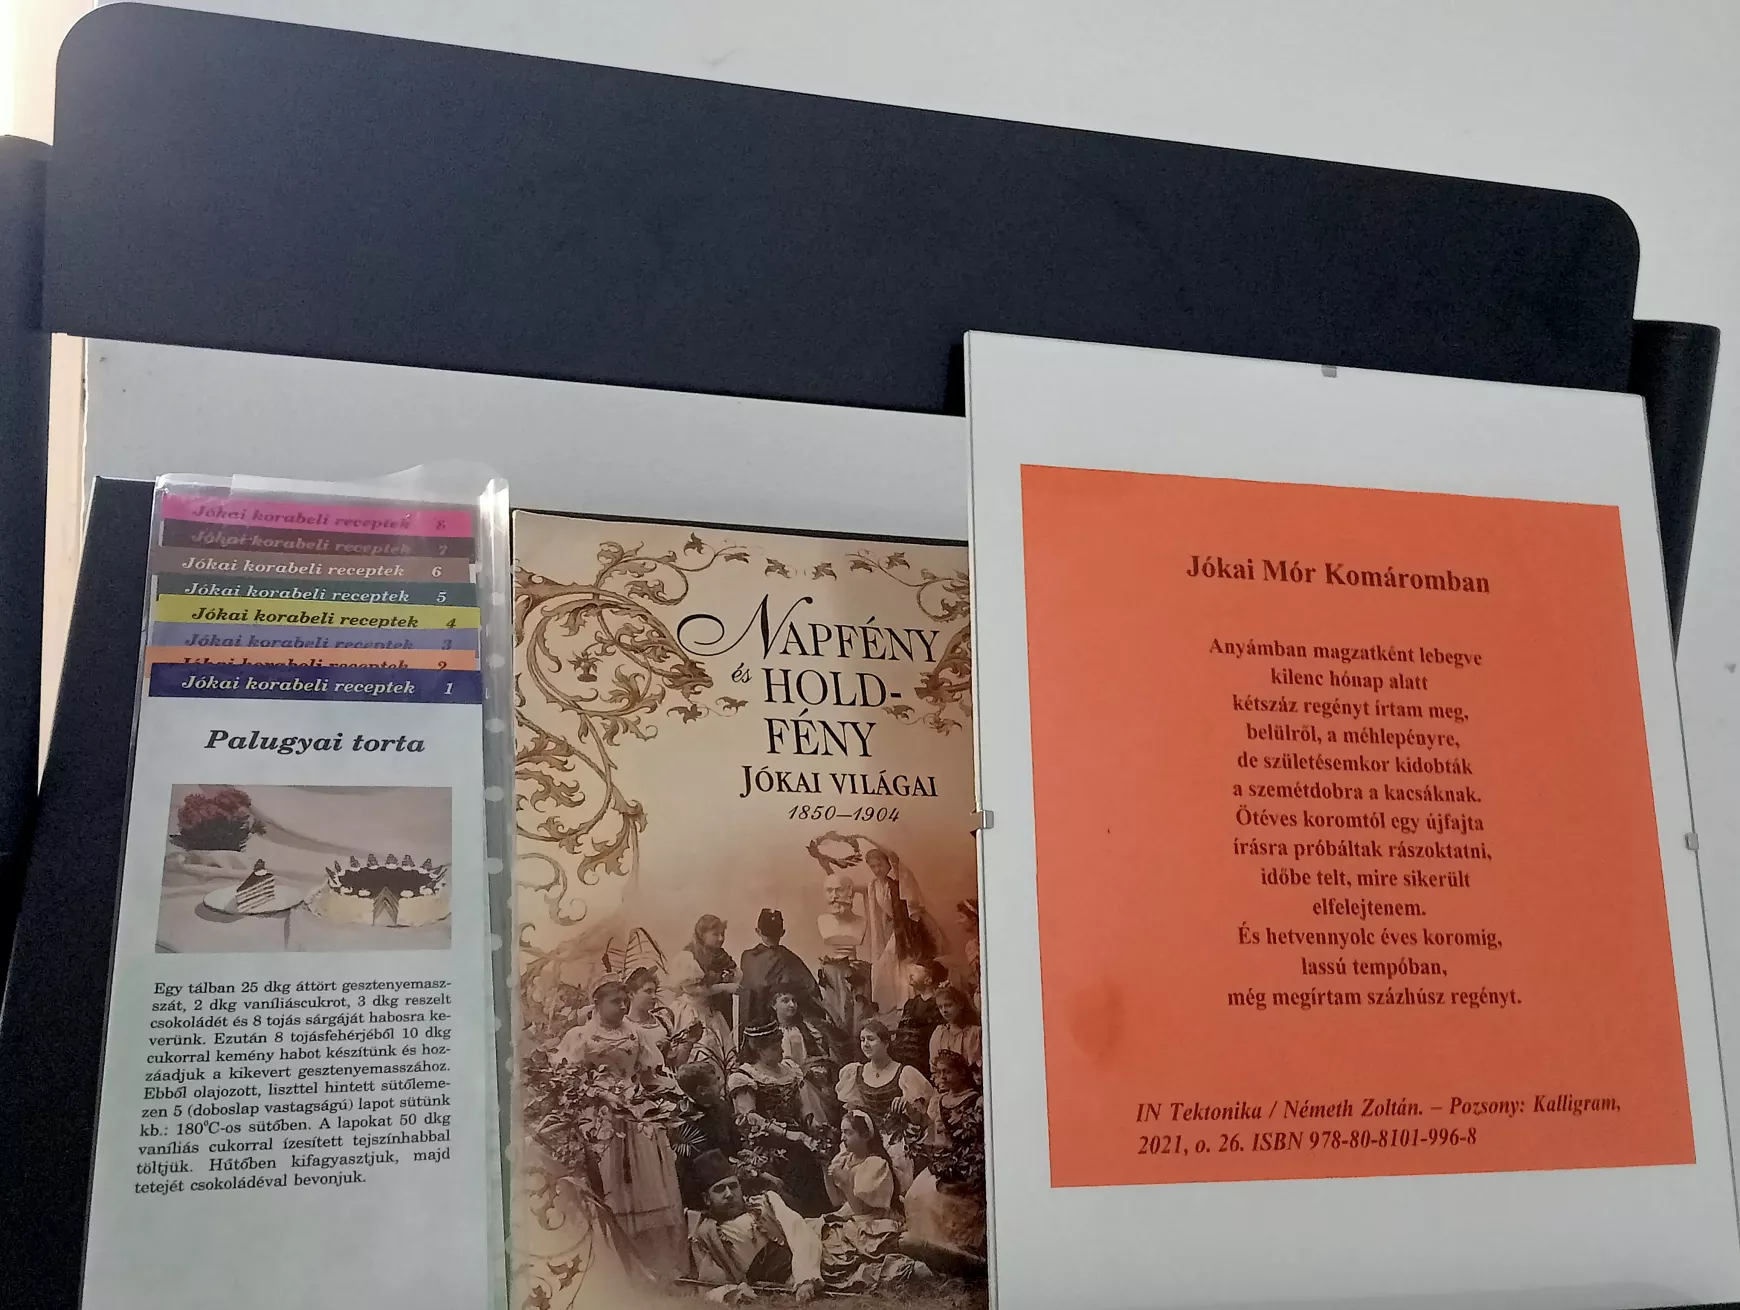 Jókai korabeli receptek 8
Jókai korabeli receptek 7
Jókai korabeli receptek 6
Jókai korabeli receptek 5
Jókai korabeli receptek 4
Jókai korabeli receptek 3
Jókai korabeli receptek 2
Jókai korabeli receptek 1
Palugyai torta
Egy tálban 25 dkg áttört gesztenyemasz-
szát, 2 dkg vaníliáscukrot, 3 dkg reszelt
csokoládét és 8 tojás sárgáját habosra ke-
verünk. Ezután 8 tojásfehérjéből 10 dkg
cukorral kemény habot készítünk és hoz-
záadjuk a kikevert gesztenyemasszához.
Ebből olajozott, liszttel hintett sütőleme-
zen 5 (doboslap vastagságú) lapot sütünk
kb.: 180°C-os sütőben. A lapokat 50 dkg
vaníliás cukorral ízesített tejszínhabbal
töltjük. Hűtőben kifagyasztjuk, majd
tetejét csokoládéval bevonjuk.
NAPFÉNY
és HOLD-
FÉNY
JÓKAI VILÁGAI
1850—1904
Jókai Mór Komáromban
Anyámban magzatként lebegve
kilenc hónap alatt
kétszáz regényt írtam meg,
belülről, a méhlepényre,
de születésemkor kidobták
a szemétdobra a kacsáknak.
Ötéves koromtól egy újfajta
írásra próbáltak rászoktatni,
időbe telt, mire sikerült
elfelejtenem.
És hetvennyolc éves koromig,
lassú tempóban,
még megírtam százhúsz regényt.
IN Tektonika / Németh Zoltán. – Pozsony: Kalligram,
2021, o. 26. ISBN 978-80-8101-996-8